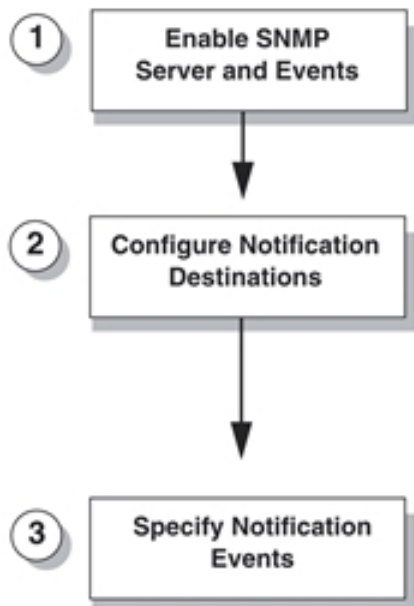 1
Enable SNMP
Server and Events
2
Configure Notification
Destinations
3
Specify Notification
Events